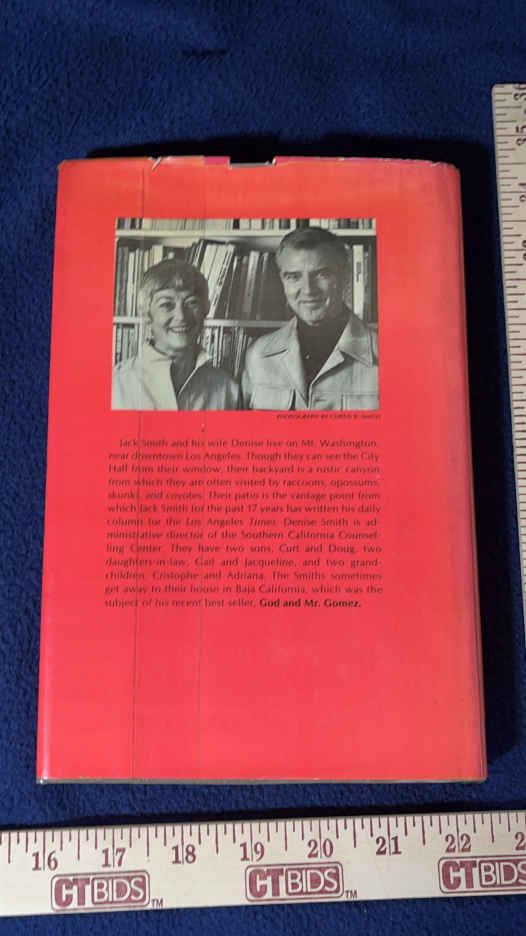 PHOTOGRAPH BY CURTIS R. SMITH
Jack Smith and his wife Denise live on Mt. Washington,
near downtown Los Angeles. Though they can see the City
Hall from their window, their backyard is a rustic canyon
from which they are often visited by raccoons, opossums,
skunks, and coyotes. Their patio is the vantage point from
which Jack Smith for the past 17 years has written his daily
column for the Los Angeles Times. Denise Smith is ad-
ministrative director of the Southern California Counsel-
ling Center. They have two sons, Curt and Doug, two
daughters-in-law, Gail and Jacqueline, and two grand-
children, Cristophe and Adriana. The Smiths sometimes
get away to their house in Baja California, which was the
subject of his recent best seller, God and Mr. Gomez.
36
35
16 17 18 19 20 21 22 23
CTBIDS TM CTBIDS TM CTBIDS